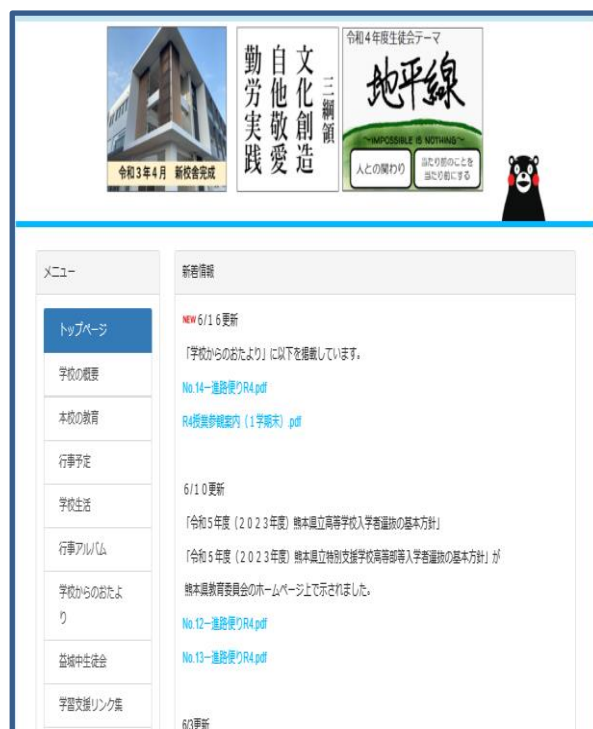 令和3年4月 新校舎完成
三綱領
文化創造
自他敬愛
勤労実践
令和4年度生徒会テーマ
地平線
〜IMPOSSIBLE IS NOTHING〜
人との関わり
当たり前のことを
当たり前にする
メニュー
トップページ
学校の概要
本校の教育
行事予定
学校生活
行事アルバム
学校からのおたよ
り
益城中生徒会
学習支援リンク集
新着情報
NEW 6/16更新
「学校からのおたより」に以下を掲載しています。
No.14ー進路便りR4.pdf
R4授業参観案内（1学期末）.pdf
6/10更新
「令和5年度（2023年度）熊本県立高等学校入学者選抜の基本方針」
「令和5年度（2023年度）熊本県立特別支援学校高等部等入学者選抜の基本方針」が
熊本県教育委員会のホームページ上で示されました。
No.12ー進路便りR4.pdf
No.13ー進路便りR4.pdf
6/3更新